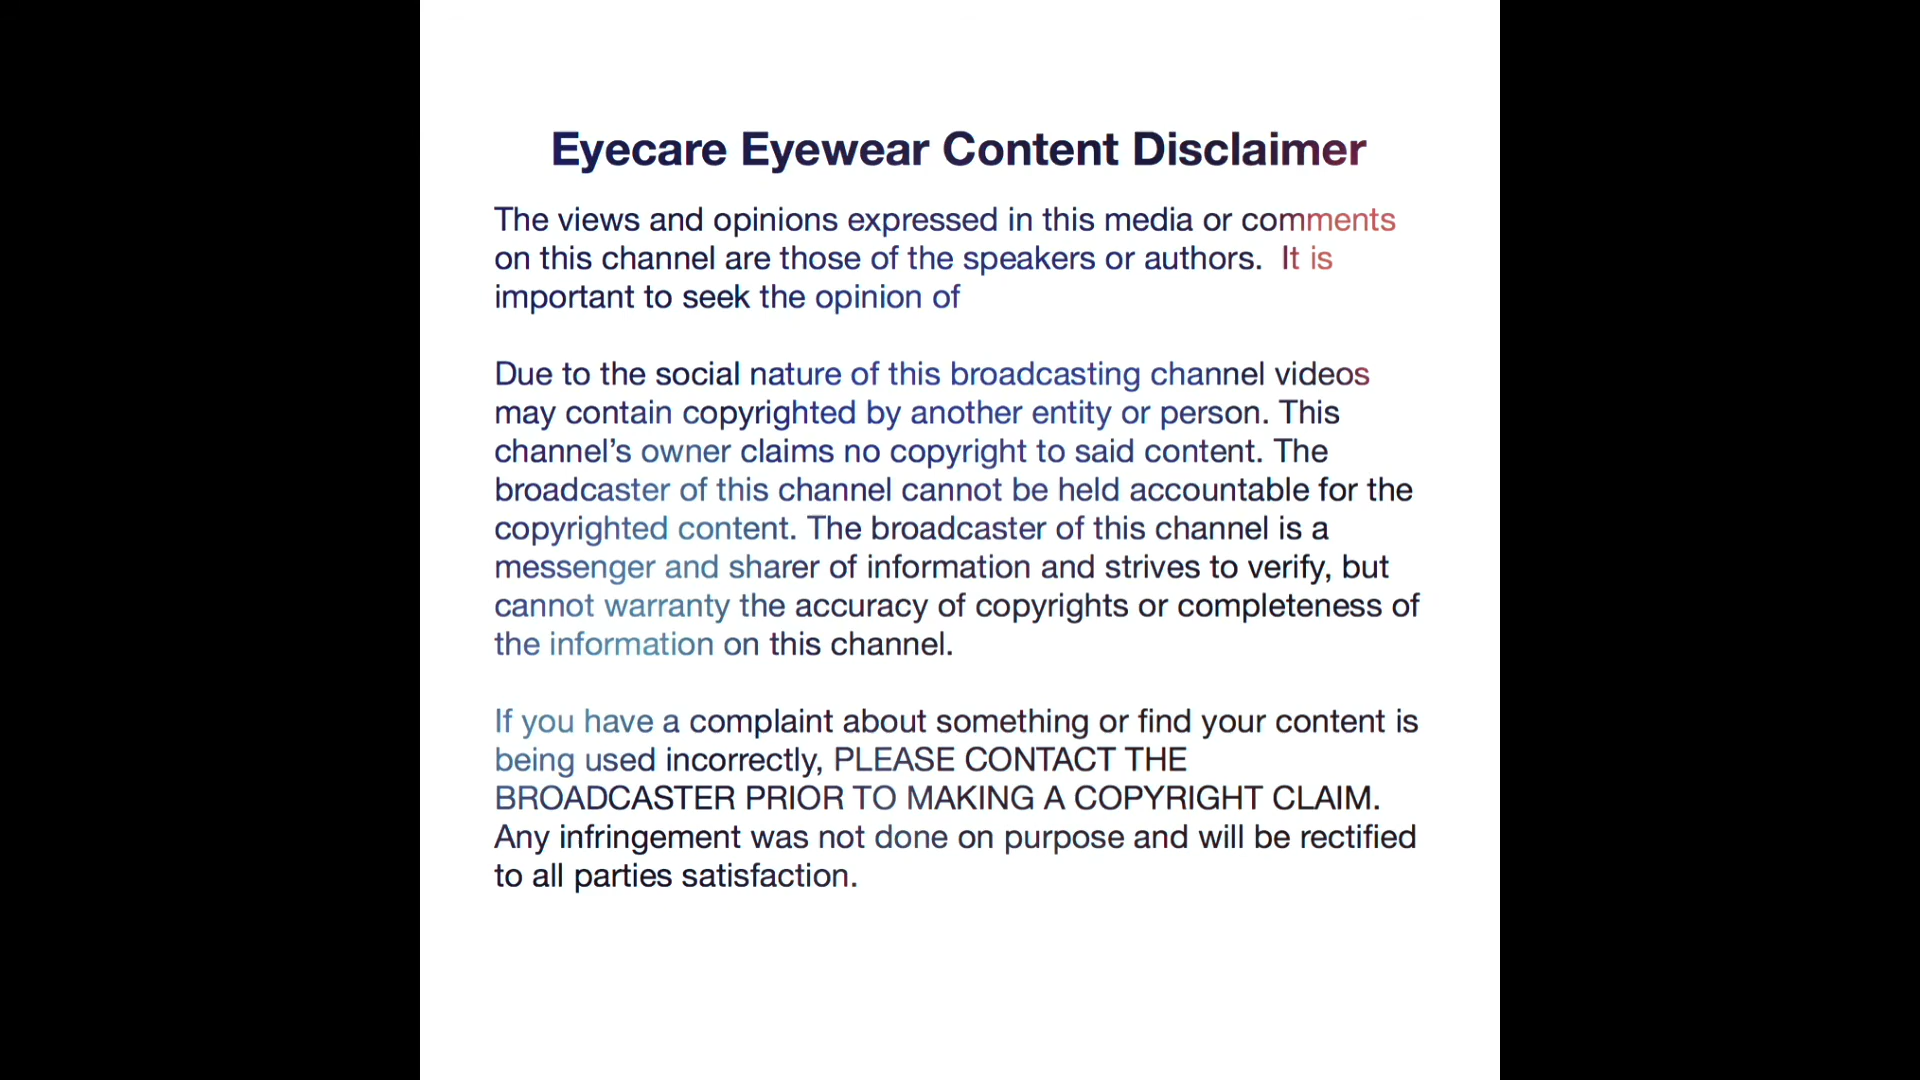 Eyecare Eyewear Content Disclaimer
The views and opinions expressed in this media or comments
on this channel are those of the speakers or authors.  It is
important to seek the opinion of
Due to the social nature of this broadcasting channel videos
may contain copyrighted by another entity or person. This
channel’s owner claims no copyright to said content. The
broadcaster of this channel cannot be held accountable for the
copyrighted content. The broadcaster of this channel is a
messenger and sharer of information and strives to verify, but
cannot warranty the accuracy of copyrights or completeness of
the information on this channel.
If you have a complaint about something or find your content is
being used incorrectly, PLEASE CONTACT THE
BROADCASTER PRIOR TO MAKING A COPYRIGHT CLAIM.
Any infringement was not done on purpose and will be rectified
to all parties satisfaction.